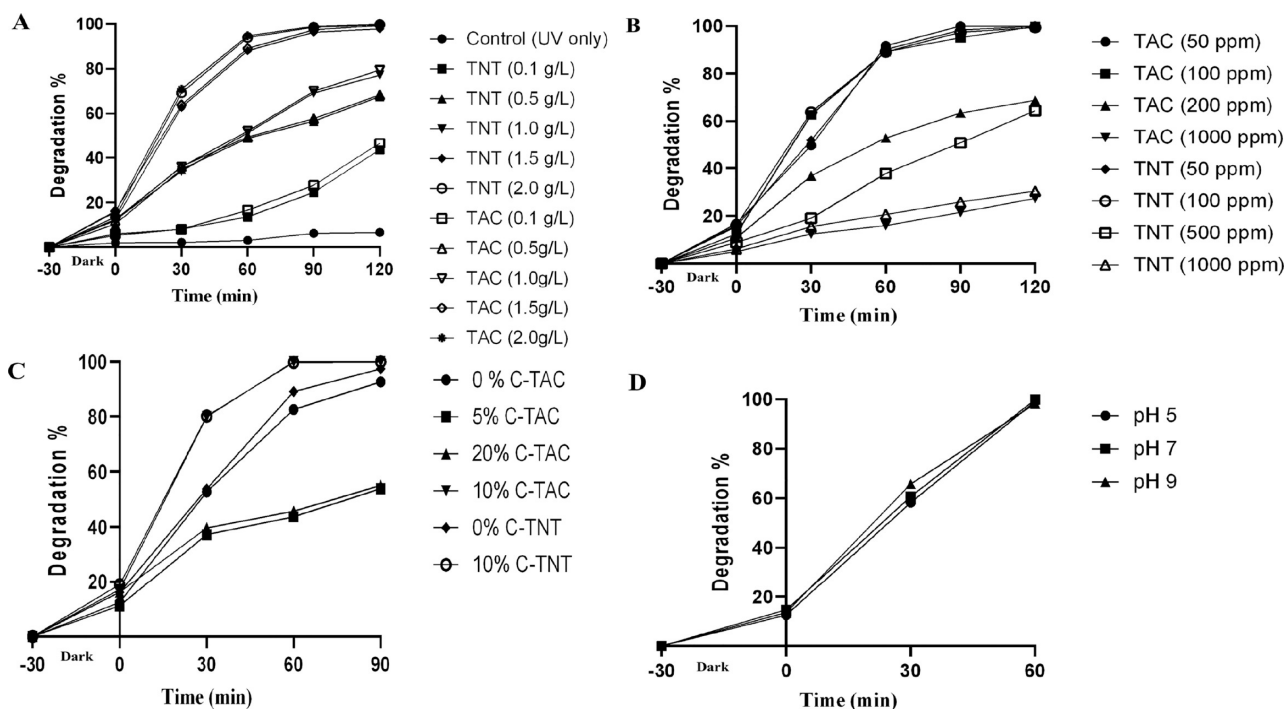 A
Degradation %
100
80
60
40
20
-30
Dark
0
30
60
90
120
Time (min)
Control (UV only)
TNT (0.1 g/L)
TNT (0.5 g/L)
TNT (1.0 g/L)
TNT (1.5 g/L)
TNT (2.0 g/L)
TAC (0.1 g/L)
TAC (0.5g/L)
TAC (1.0g/L)
TAC (1.5g/L)
TAC (2.0g/L)
B
Degradation %
100
80
60
40
20
-30
Dark
0
30
60
90
120
Time (min)
TAC (50 ppm)
TAC (100 ppm)
TAC (200 ppm)
TAC (1000 ppm)
TNT (50 ppm)
TNT (100 ppm)
TNT (500 ppm)
TNT (1000 ppm)
C
Degradation %
100
80
60
40
20
-30
Dark
0
30
60
90
Time (min)
0 % C-TAC
5% C-TAC
20% C-TAC
10% C-TAC
0% C-TNT
10% C-TNT
D
Degradation %
100
80
60
40
20
-30
Dark
0
30
60
Time (min)
pH 5
pH 7
pH 9